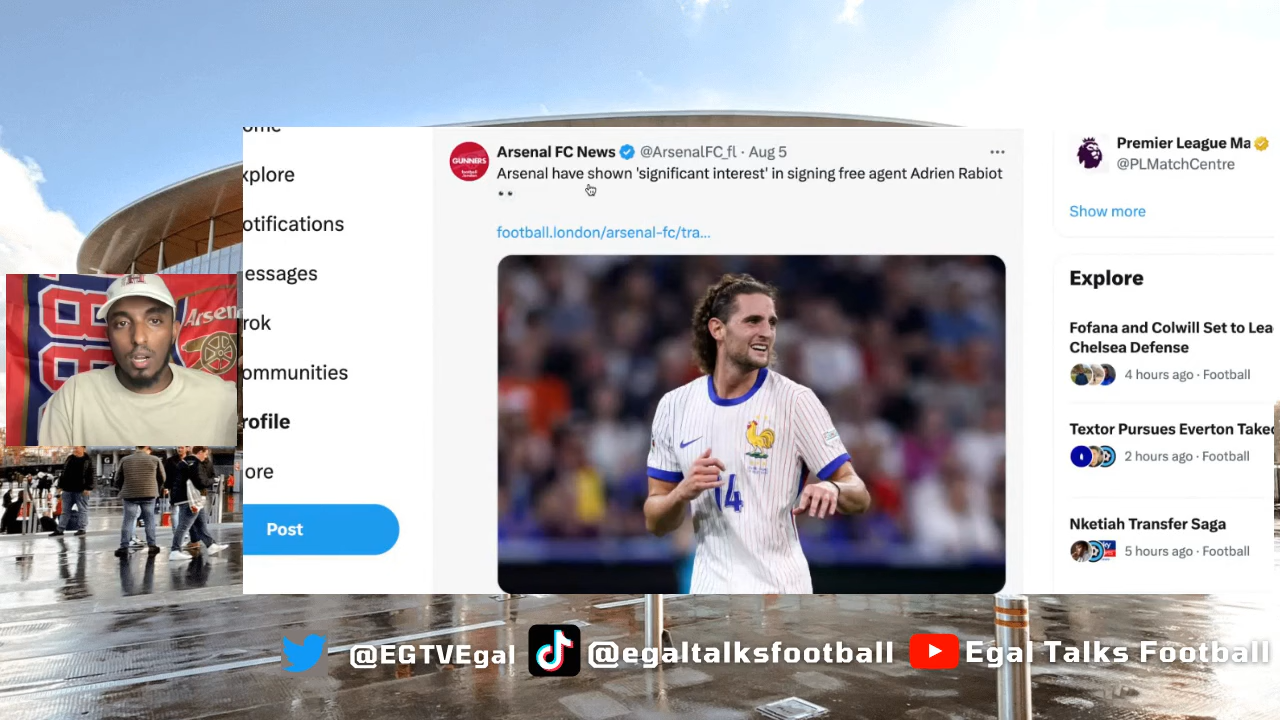 ome
xplore
otifications
essages
rok
ommunities
rofile
ore
Post
GUNNERS
Arsenal FC News @ArsenalFC_fl · Aug 5
Arsenal have shown 'significant interest' in signing free agent Adrien Rabiot
football.london/arsenal-fc/tra...
14
Premier League Ma
@PLMatchCentre
Show more
Explore
Fofana and Colwill Set to Lea
Chelsea Defense
4 hours ago · Football
Textor Pursues Everton Takeo
2 hours ago · Football
Nketiah Transfer Saga
5 hours ago · Football
Arsen
@EGTVEgal
@egaltalksfootball
Egal Talks Football